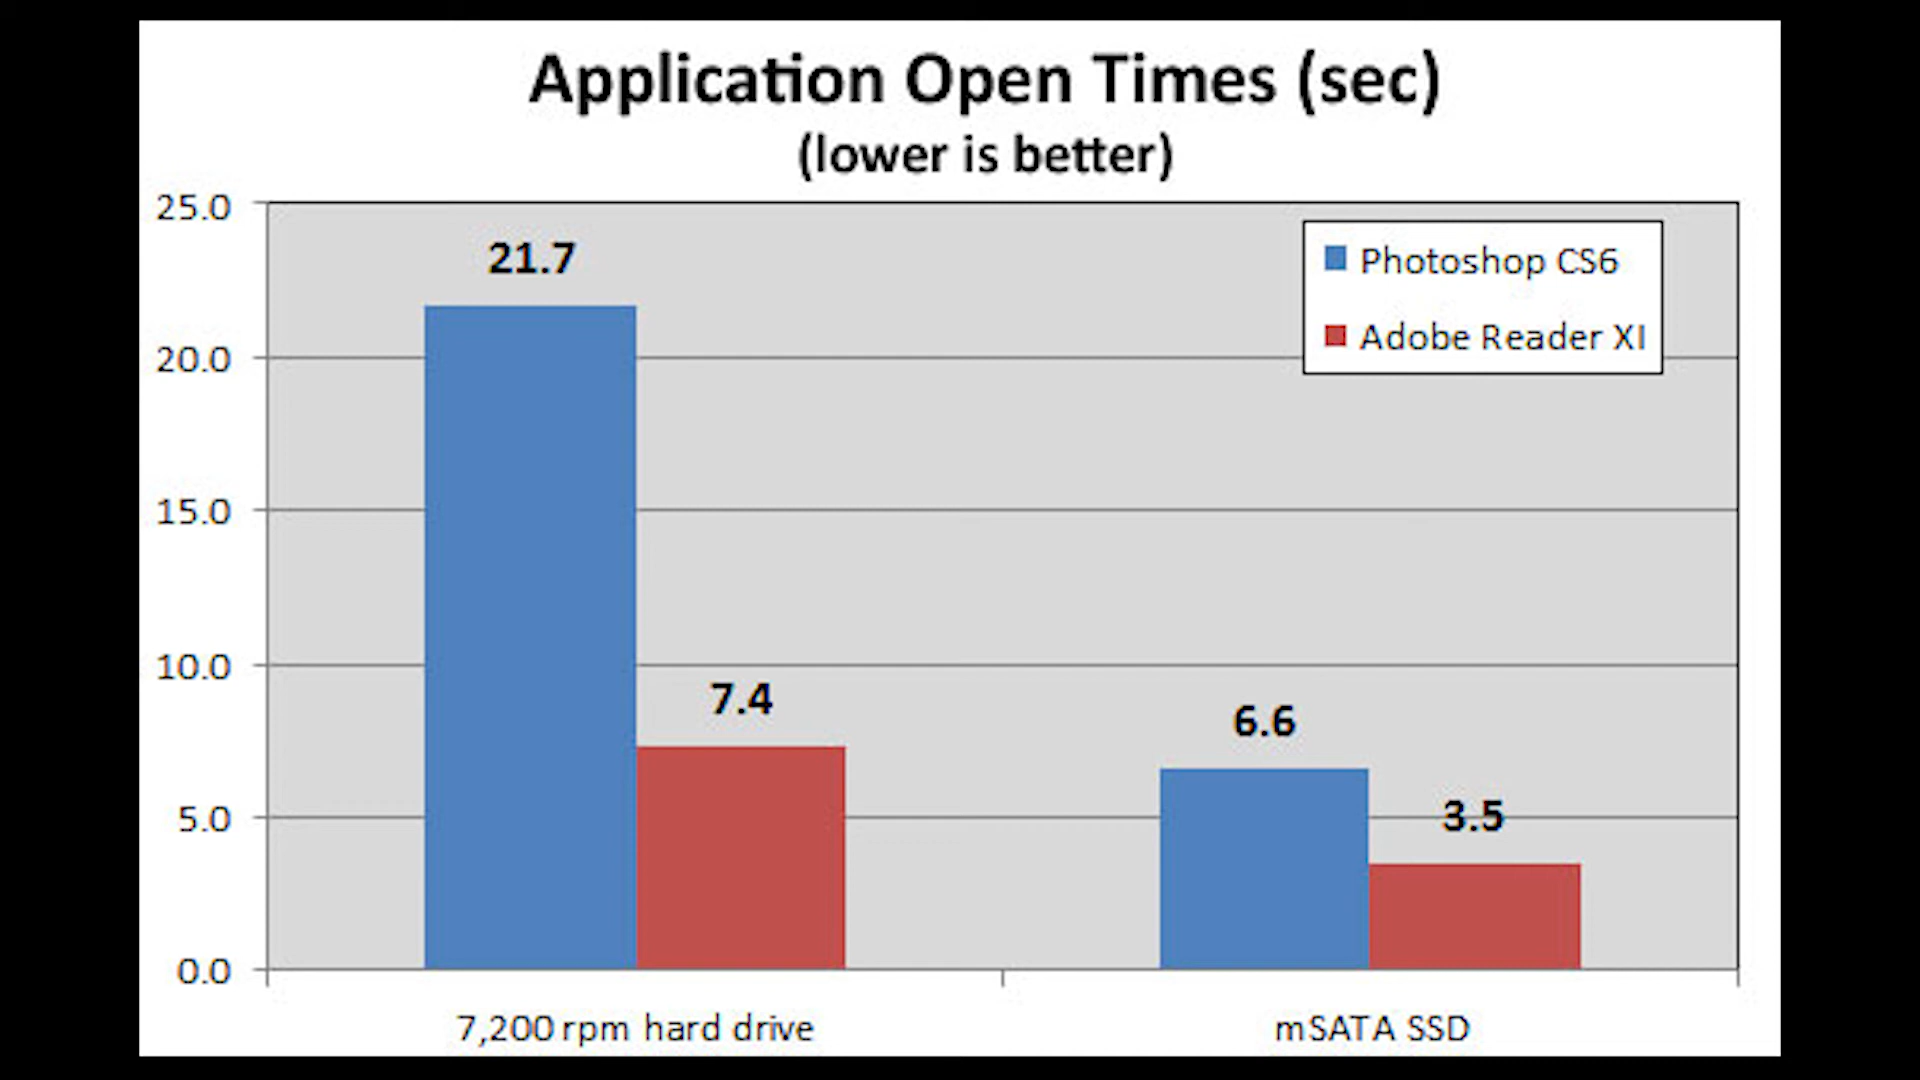 Application Open Times (sec)
(lower is better)
25.0
20.0
15.0
10.0
5.0
0.0
21.7
7.4
6.6
3.5
Photoshop CS6
Adobe Reader XI
7,200 rpm hard drive
mSATA SSD